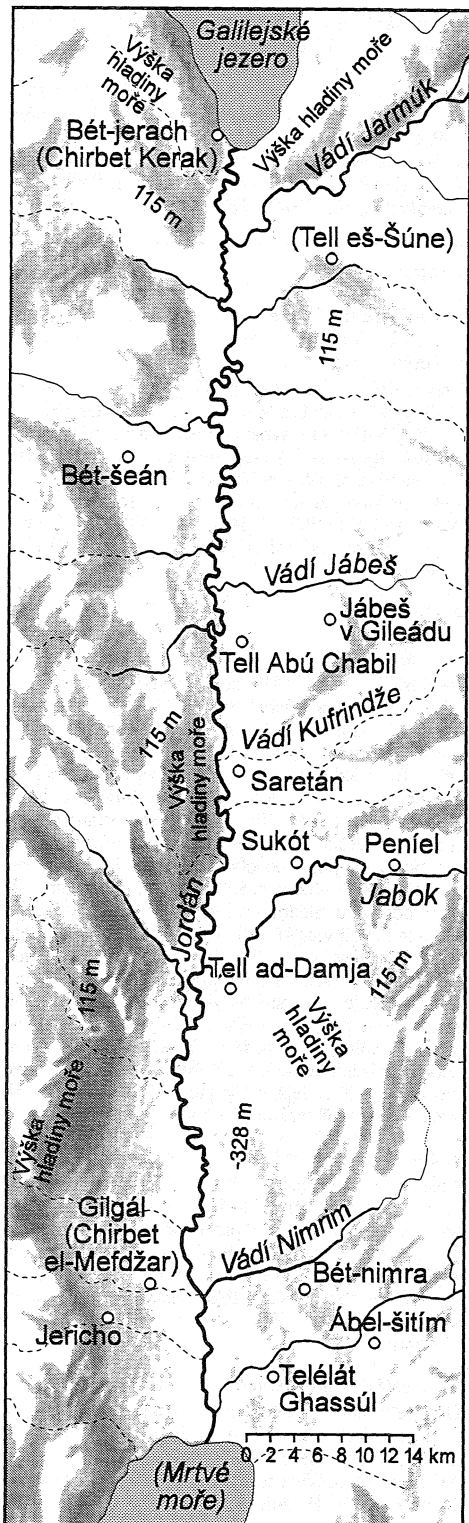 Galilejské
jezero
Výška
hladiny
moře
Výška hladiny moře
Vádí Jarmúk
Bét-jerach
(Chirbet Kerak)
115 m
(Tell eš-Šúne)
115 m
Bét-šeán
Vádí Jábeš
Jábeš
v Gileádu
Tell Abú Chabil
Vádí Kufrindže
115 m
Výška
hladiny moře
Saretán
Sukót
Peníel
Jabok
Jordán
Tell ad-Damja
115 m
115 m
Výška
hladiny
moře
Výška
hladiny moře
-328 m
Vádí Nimrim
Gilgál
(Chirbet
el-Mefdžar)
Bét-nimra
Jericho
Ábel-šitím
Telélát
Ghassúl
0 2 4 6 8 10 12 14 km
(Mrtvé
moře)